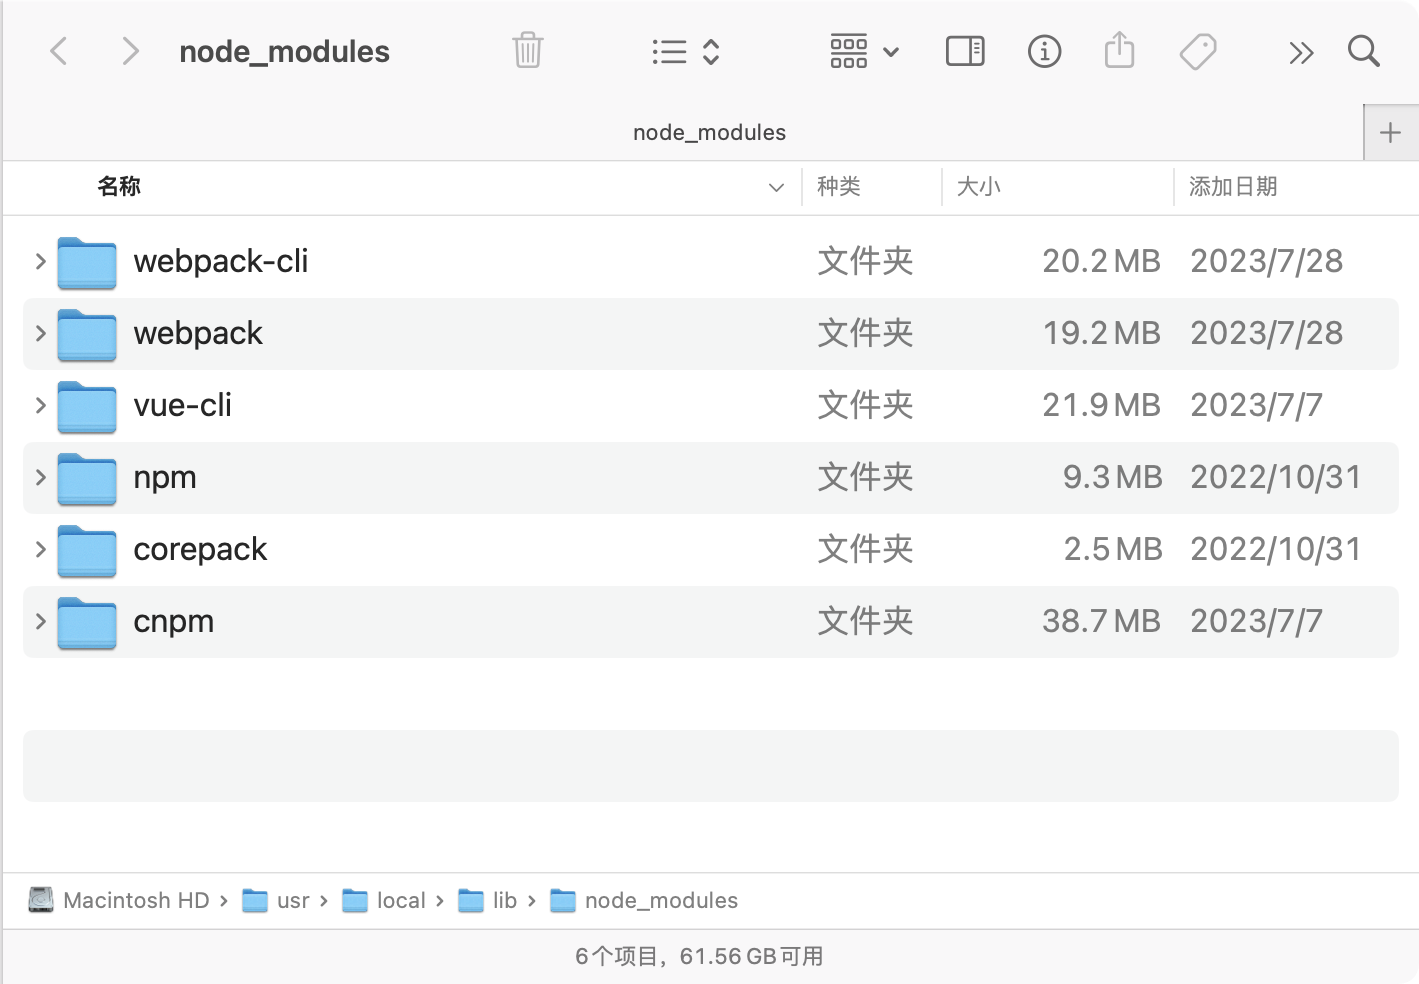 node_modules
node_modules
名称 种类 大小 添加日期
webpack-cli 文件夹 20.2 MB 2023/7/28
webpack 文件夹 19.2 MB 2023/7/28
vue-cli 文件夹 21.9 MB 2023/7/7
npm 文件夹 9.3 MB 2022/10/31
corepack 文件夹 2.5 MB 2022/10/31
cnpm 文件夹 38.7 MB 2023/7/7
Macintosh HD › usr › local › lib › node_modules
6个项目，61.56 GB可用